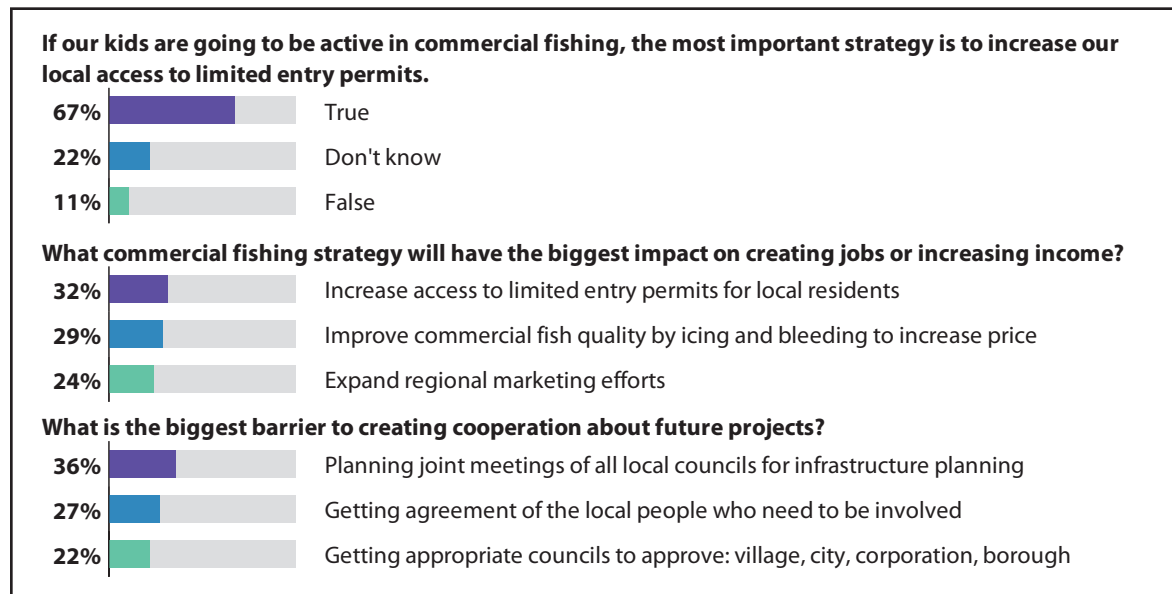 If our kids are going to be active in commercial fishing, the most important strategy is to increase our
local access to limited entry permits.
67% True
22% Don't know
11% False
What commercial fishing strategy will have the biggest impact on creating jobs or increasing income?
32% Increase access to limited entry permits for local residents
29% Improve commercial fish quality by icing and bleeding to increase price
24% Expand regional marketing efforts
What is the biggest barrier to creating cooperation about future projects?
36% Planning joint meetings of all local councils for infrastructure planning
27% Getting agreement of the local people who need to be involved
22% Getting appropriate councils to approve: village, city, corporation, borough